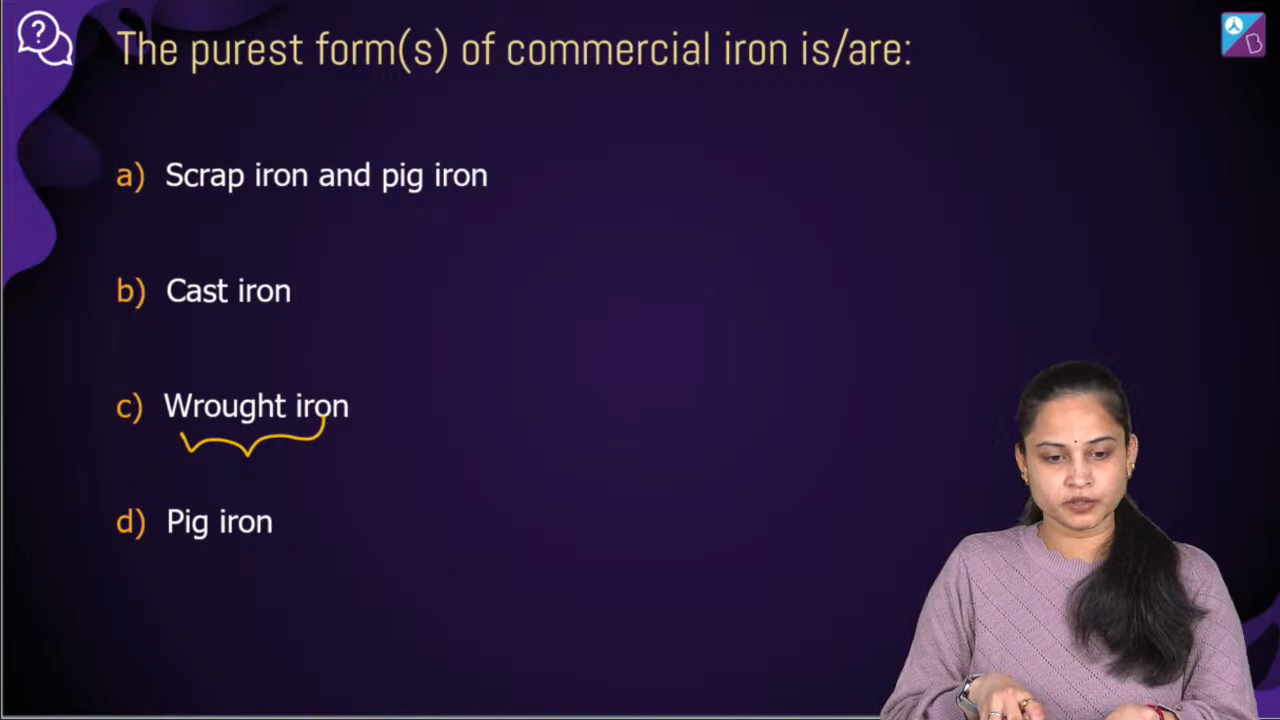 The purest form(s) of commercial iron is/are:
a) Scrap iron and pig iron
b) Cast iron
c) Wrought iron
d) Pig iron